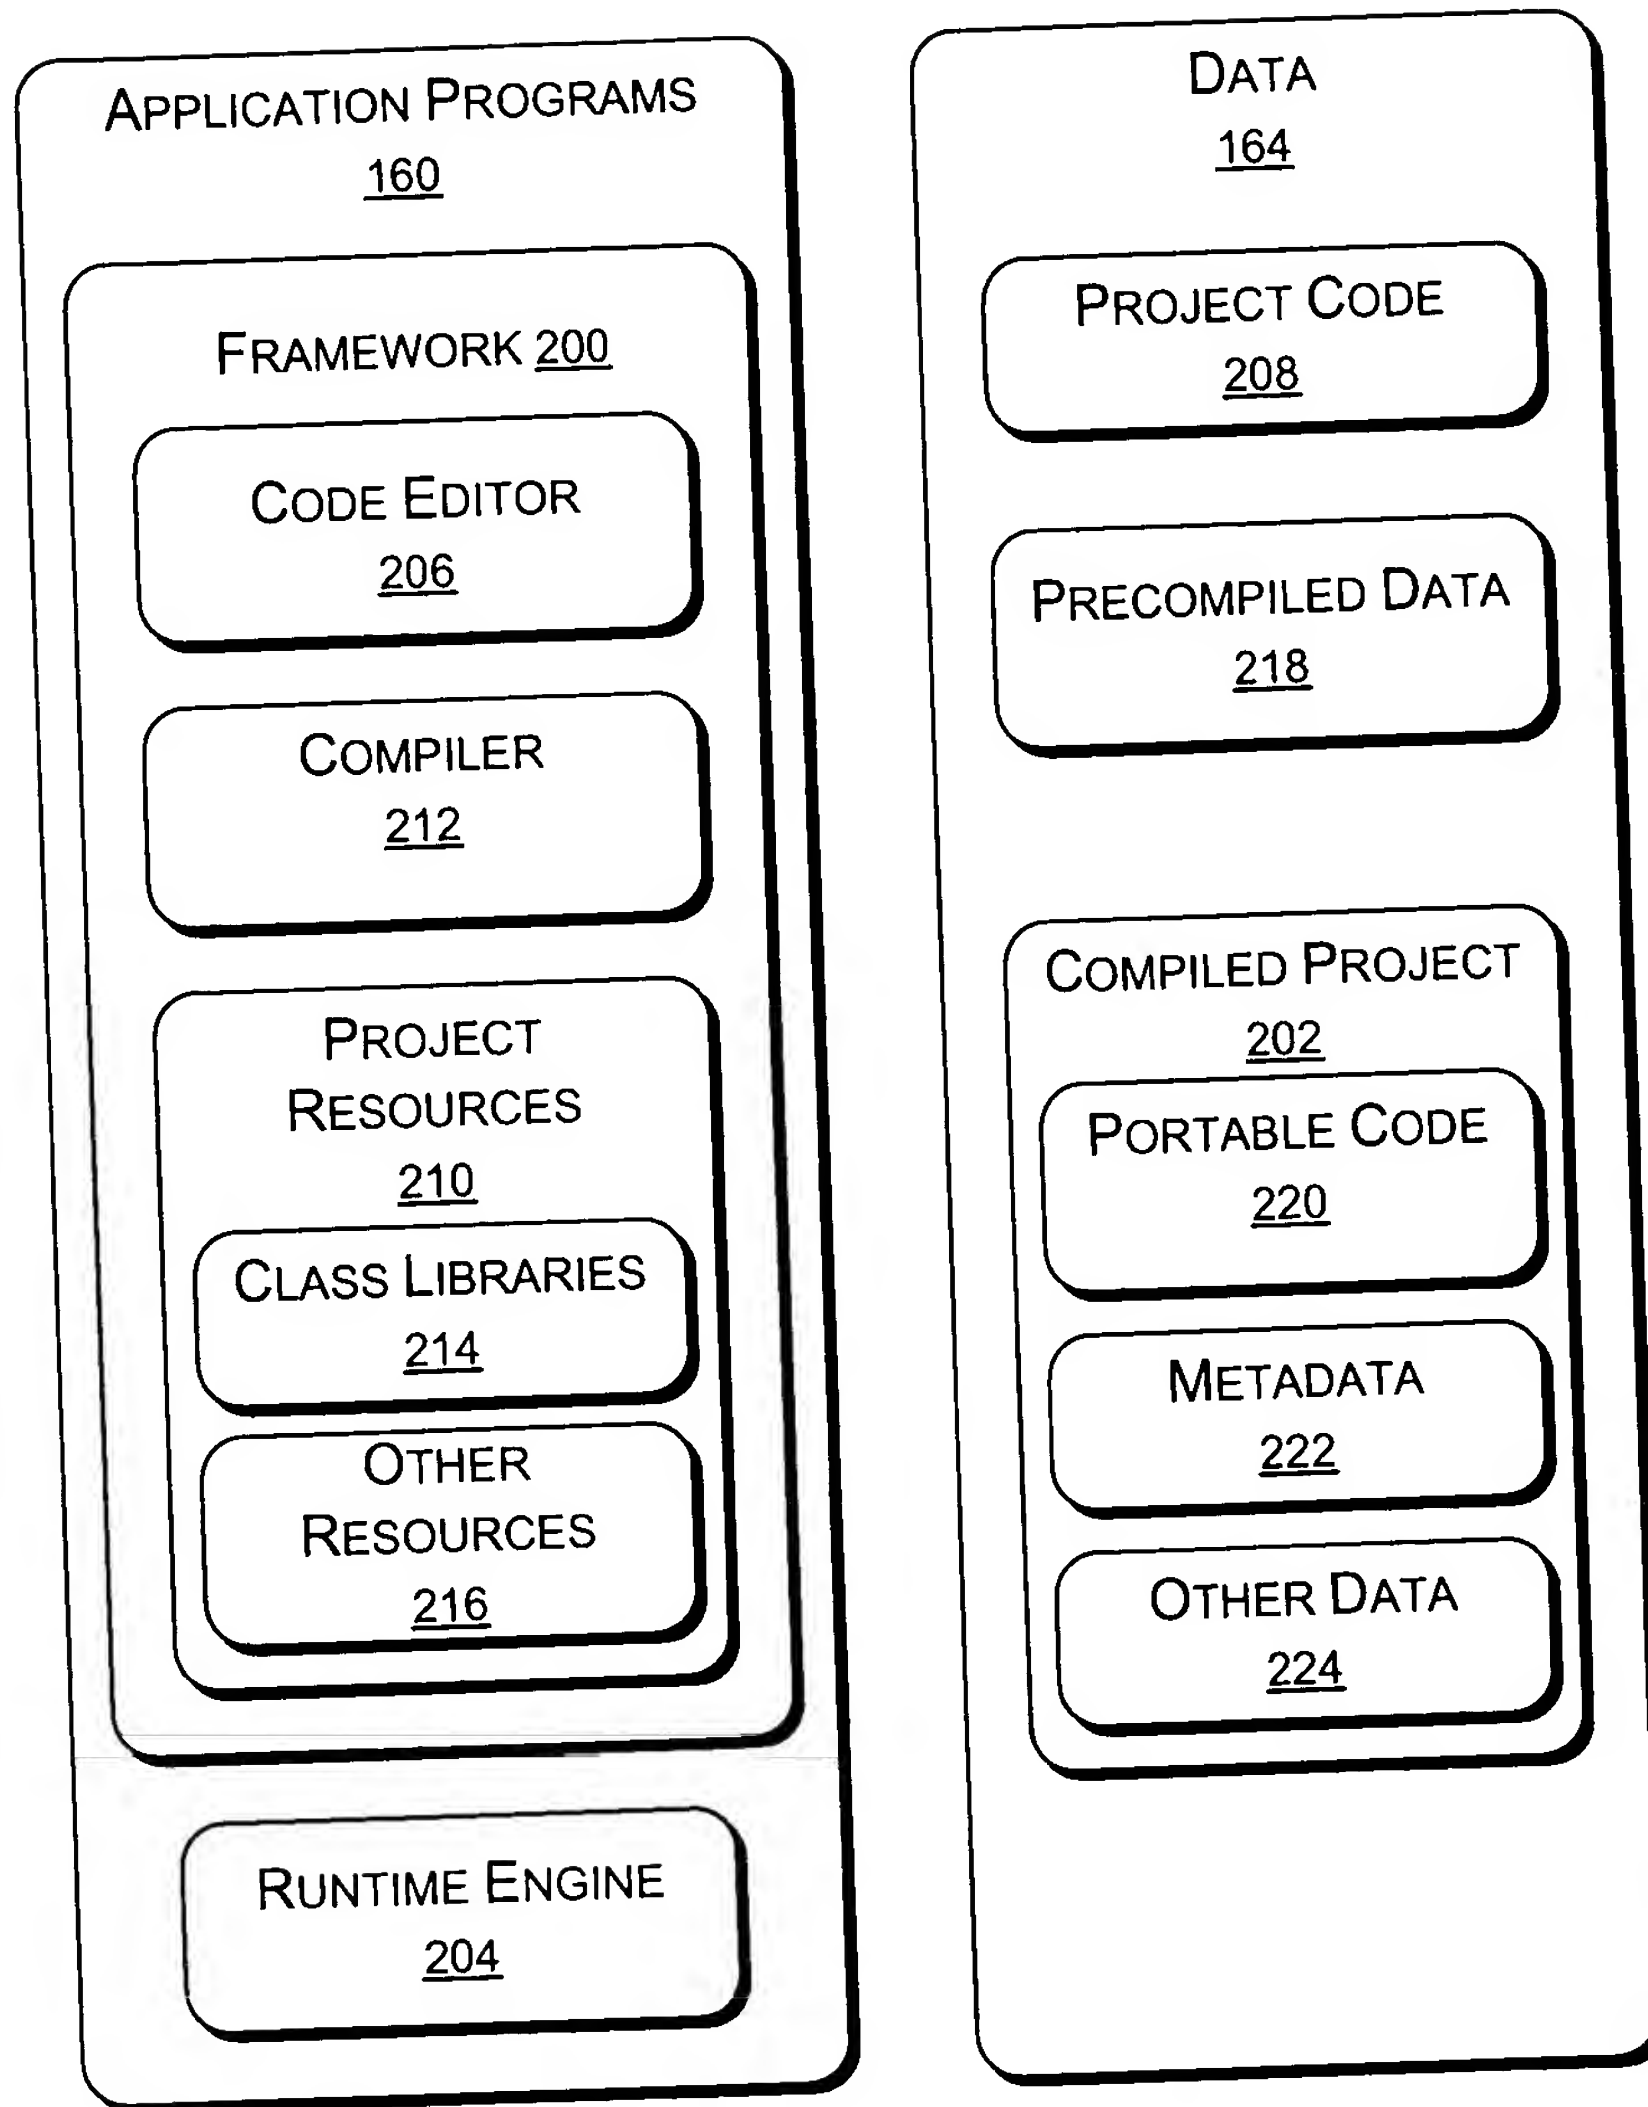 APPLICATION PROGRAMS
160
FRAMEWORK 200
CODE EDITOR
206
COMPILER
212
PROJECT
RESOURCES
210
CLASS LIBRARIES
214
OTHER
RESOURCES
216
RUNTIME ENGINE
204
DATA
164
PROJECT CODE
208
PRECOMPILED DATA
218
COMPILED PROJECT
202
PORTABLE CODE
220
METADATA
222
OTHER DATA
224